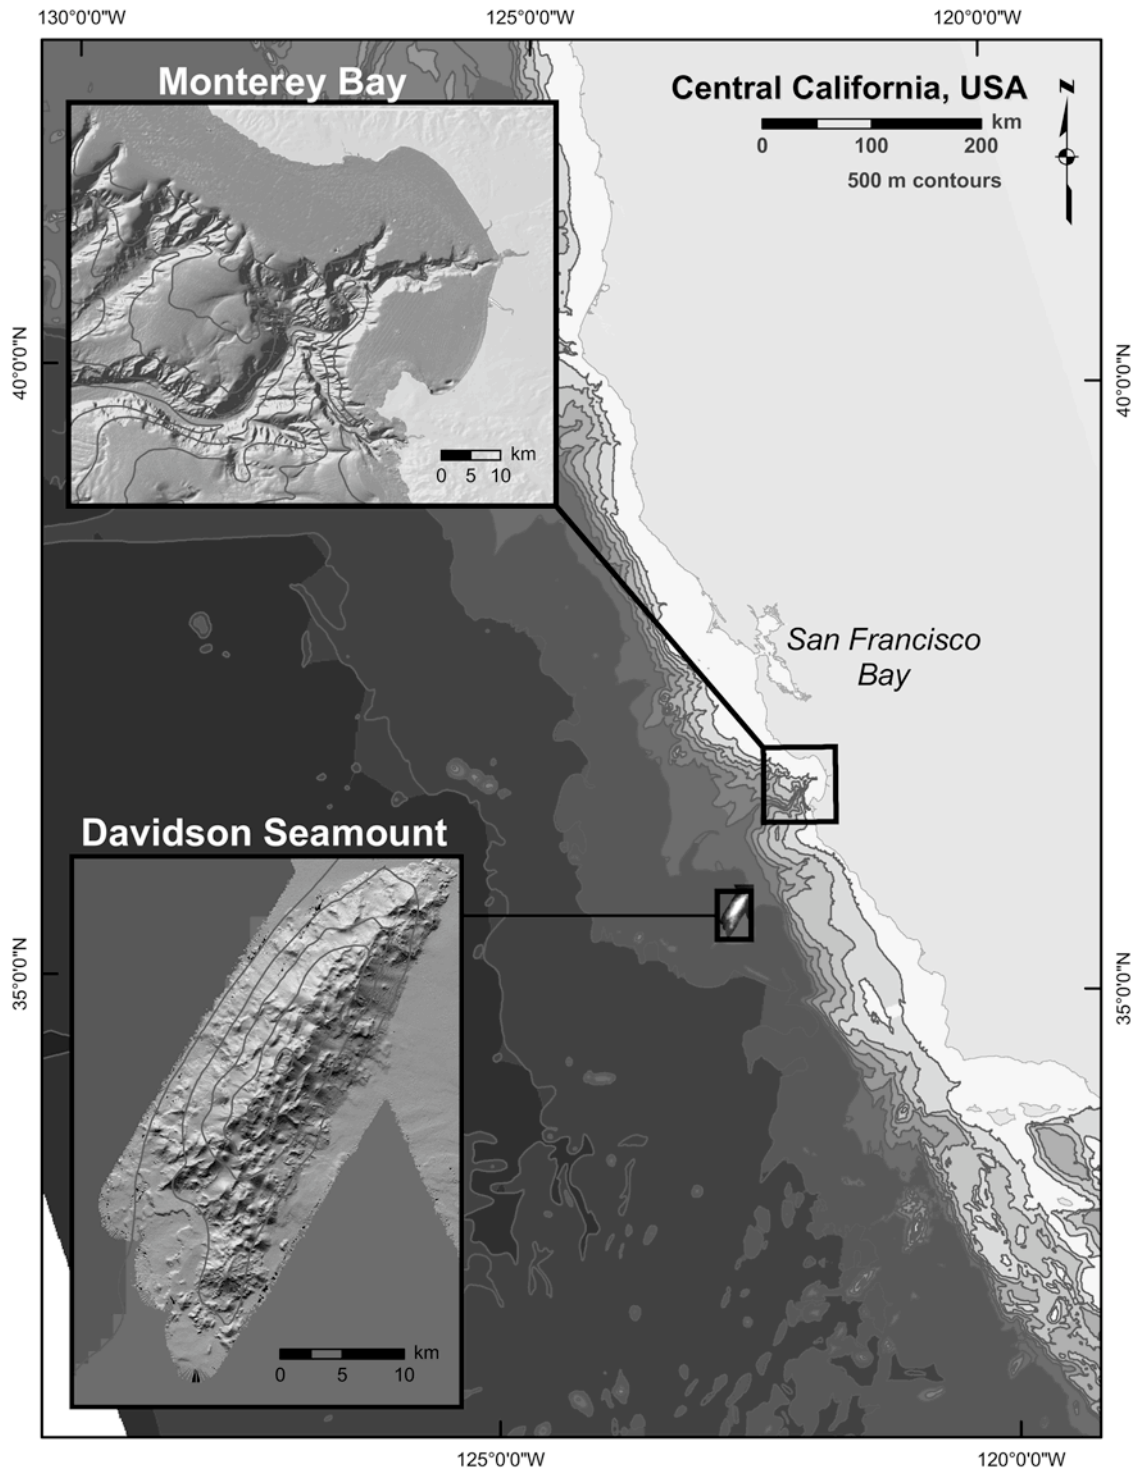 130°0'0"W
125°0'0"W
120°0'0"W
Monterey Bay
Central California, USA
N
km
0 100 200
500 m contours
40°0'0"N
40°0'0"N
km
0 5 10
San Francisco
Bay
Davidson Seamount
35°0'0"N
35°0'0"N
km
0 5 10
125°0'0"W
120°0'0"W